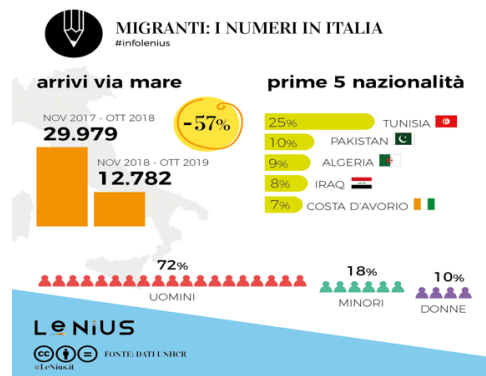 MIGRANTI: I NUMERI IN ITALIA
#infolenius
arrivi via mare
NOV 2017 - OTT 2018
29.979
-57%
NOV 2018 - OTT 2019
12.782
prime 5 nazionalità
25% TUNISIA
10% PAKISTAN
9% ALGERIA
8% IRAQ
7% COSTA D'AVORIO
72%
UOMINI
18%
MINORI
10%
DONNE
LeNiUS
cc
FONTE: DATI UNHCR
@LeNius.it